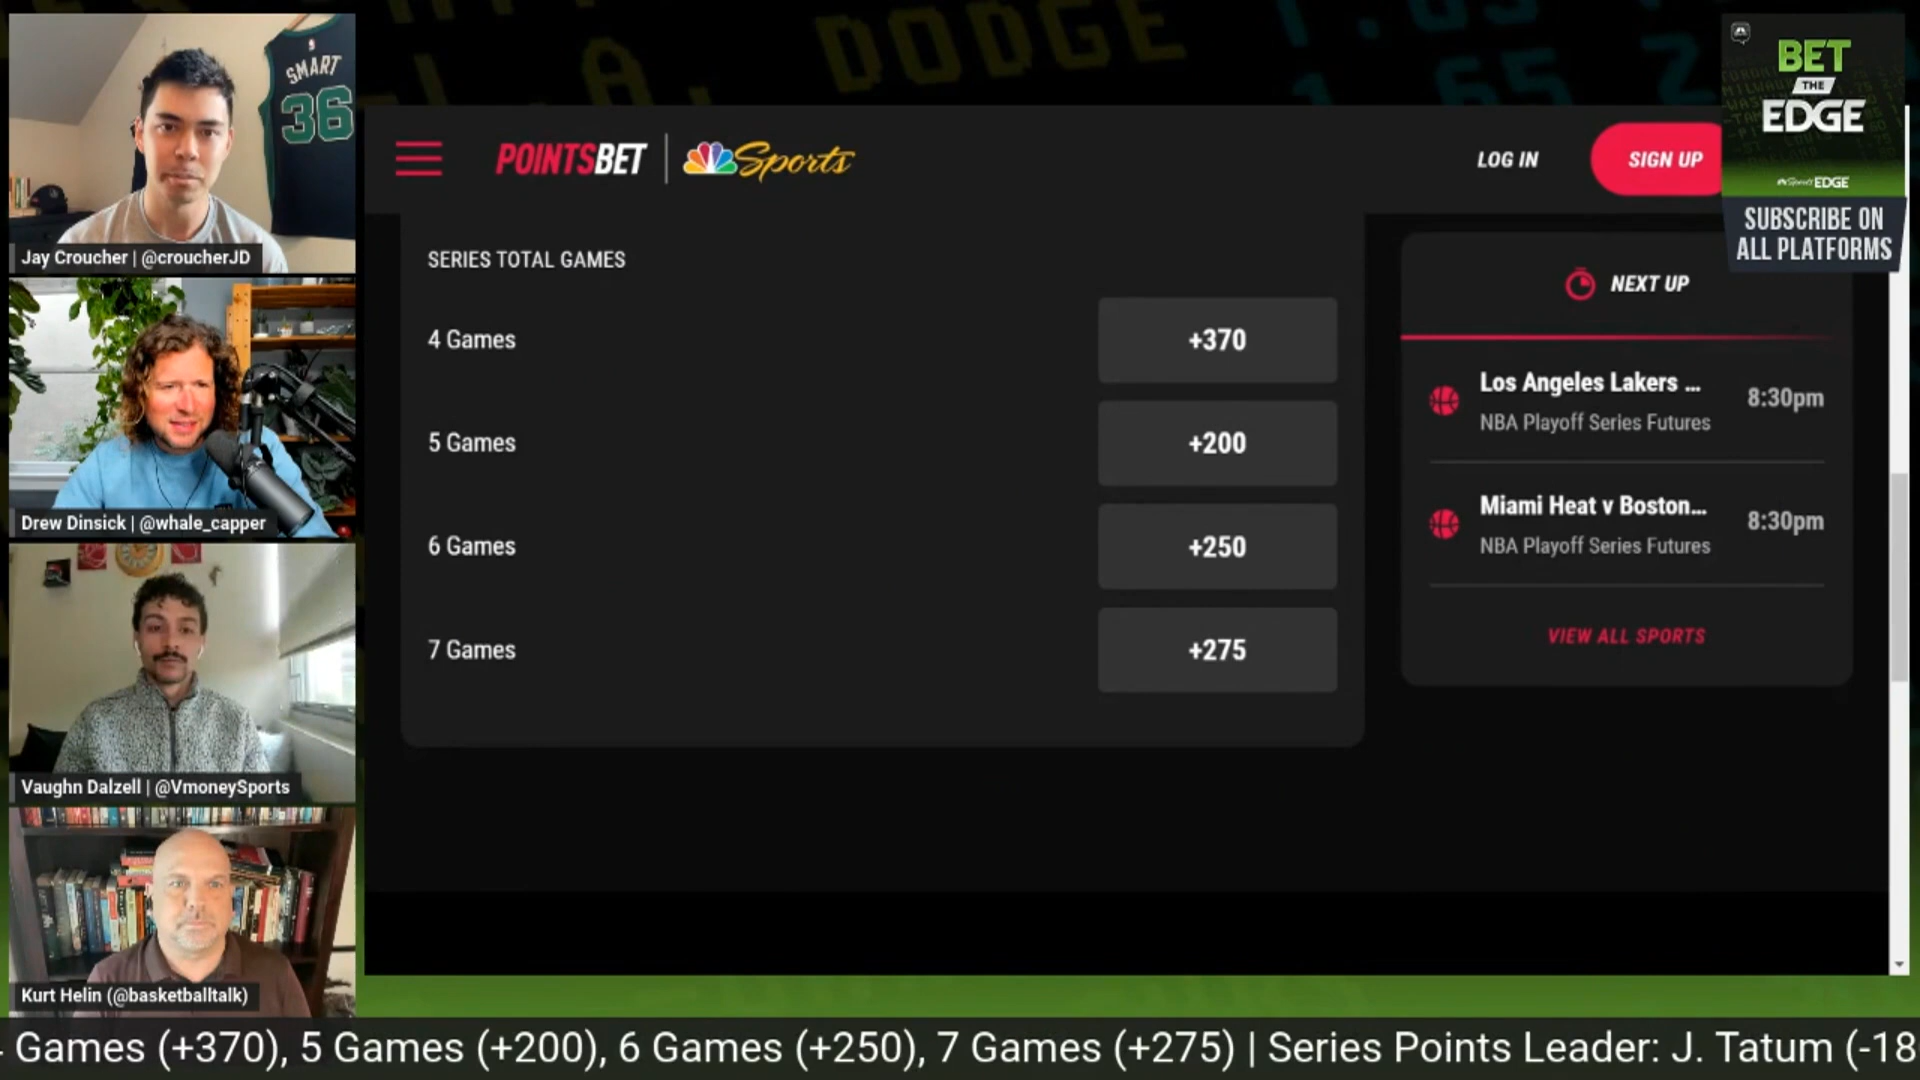 L.A. DODGE
1.65
SMART
36
Jay Croucher | @croucherJD
Drew Dinsick | @whale_capper
Vaughn Dalzell | @VmoneySports
Kurt Helin (@basketballtalk)
POINTSBET | Sports
LOG IN
SIGN UP
BET
THE
EDGE
Sports EDGE
SUBSCRIBE ON
ALL PLATFORMS
SERIES TOTAL GAMES
4 Games +370
5 Games +200
6 Games +250
7 Games +275
NEXT UP
Los Angeles Lakers ...
8:30pm
NBA Playoff Series Futures
Miami Heat v Boston...
8:30pm
NBA Playoff Series Futures
VIEW ALL SPORTS
Games (+370), 5 Games (+200), 6 Games (+250), 7 Games (+275) | Series Points Leader: J. Tatum (-18